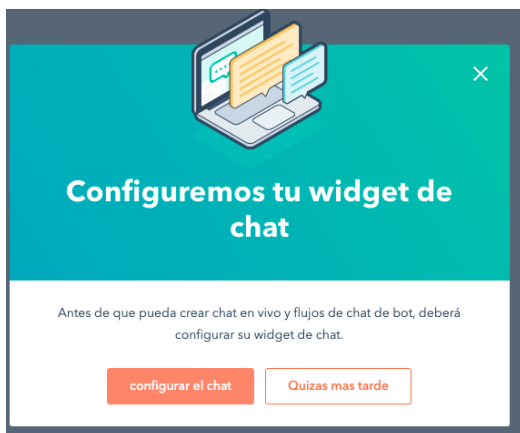 Configuremos tu widget de
chat
Antes de que pueda crear chat en vivo y flujos de chat de bot, deberá
configurar su widget de chat.
configurar el chat
Quizas mas tarde